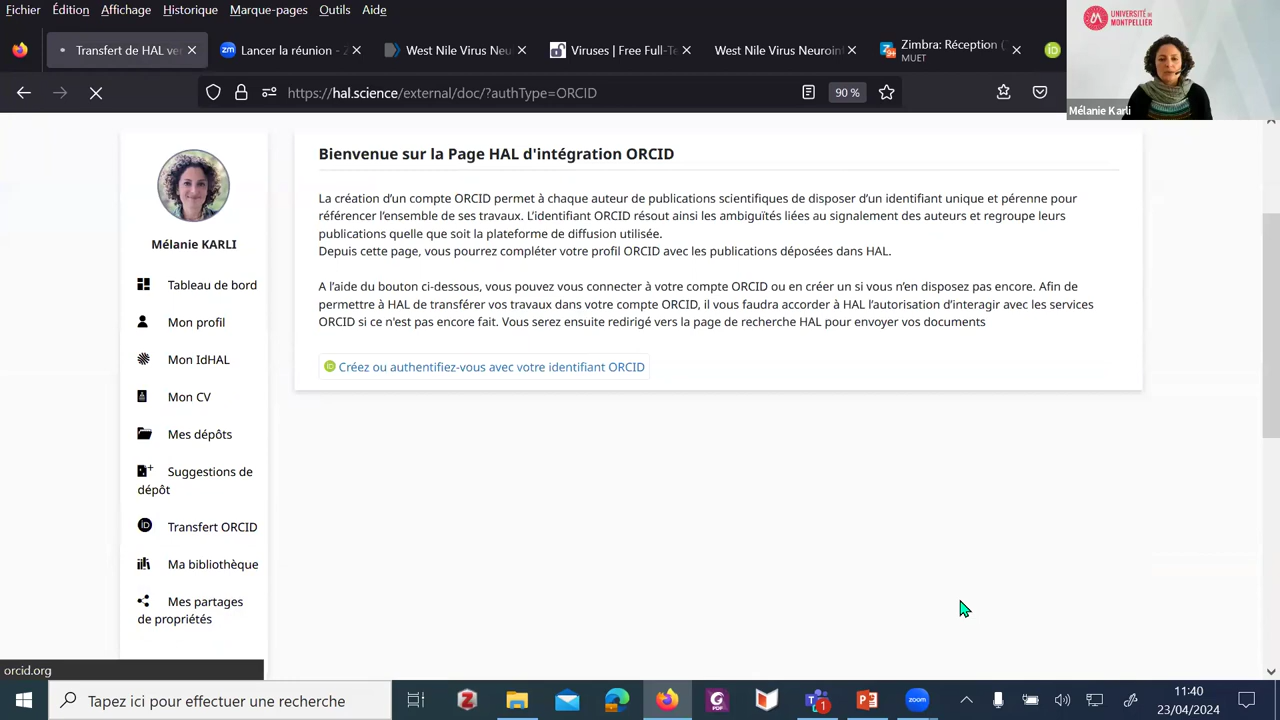 Fichier Édition Affichage Historique Marque-pages Outils Aide
Transfert de HAL ve
Lancer la réunion - Z
West Nile Virus Neu
Viruses | Free Full-Te
West Nile Virus Neuroin
Zimbra: Réception (
MUET
https://hal.science/external/doc/?authType=ORCID
90 %
UNIVERSITÉ DE
MONTPELLIER
Mélanie Karli
Mélanie KARLI
Tableau de bord
Mon profil
Mon IdHAL
Mon CV
Mes dépôts
Suggestions de
dépôt
Transfert ORCID
Ma bibliothèque
Mes partages
de propriétés
Bienvenue sur la Page HAL d'intégration ORCID
La création d’un compte ORCID permet à chaque auteur de publications scientifiques de disposer d’un identifiant unique et pérenne pour
référencer l’ensemble de ses travaux. L’identifiant ORCID résout ainsi les ambiguïtés liées au signalement des auteurs et regroupe leurs
publications quelle que soit la plateforme de diffusion utilisée.
Depuis cette page, vous pourrez compléter votre profil ORCID avec les publications déposées dans HAL.
A l’aide du bouton ci-dessous, vous pouvez vous connecter à votre compte ORCID ou en créer un si vous n’en disposez pas encore. Afin de
permettre à HAL de transférer vos travaux dans votre compte ORCID, il vous faudra accorder à HAL l’autorisation d’interagir avec les services
ORCID si ce n'est pas encore fait. Vous serez ensuite redirigé vers la page de recherche HAL pour envoyer vos documents
Créez ou authentifiez-vous avec votre identifiant ORCID
orcid.org
Tapez ici pour effectuer une recherche
11:40
23/04/2024